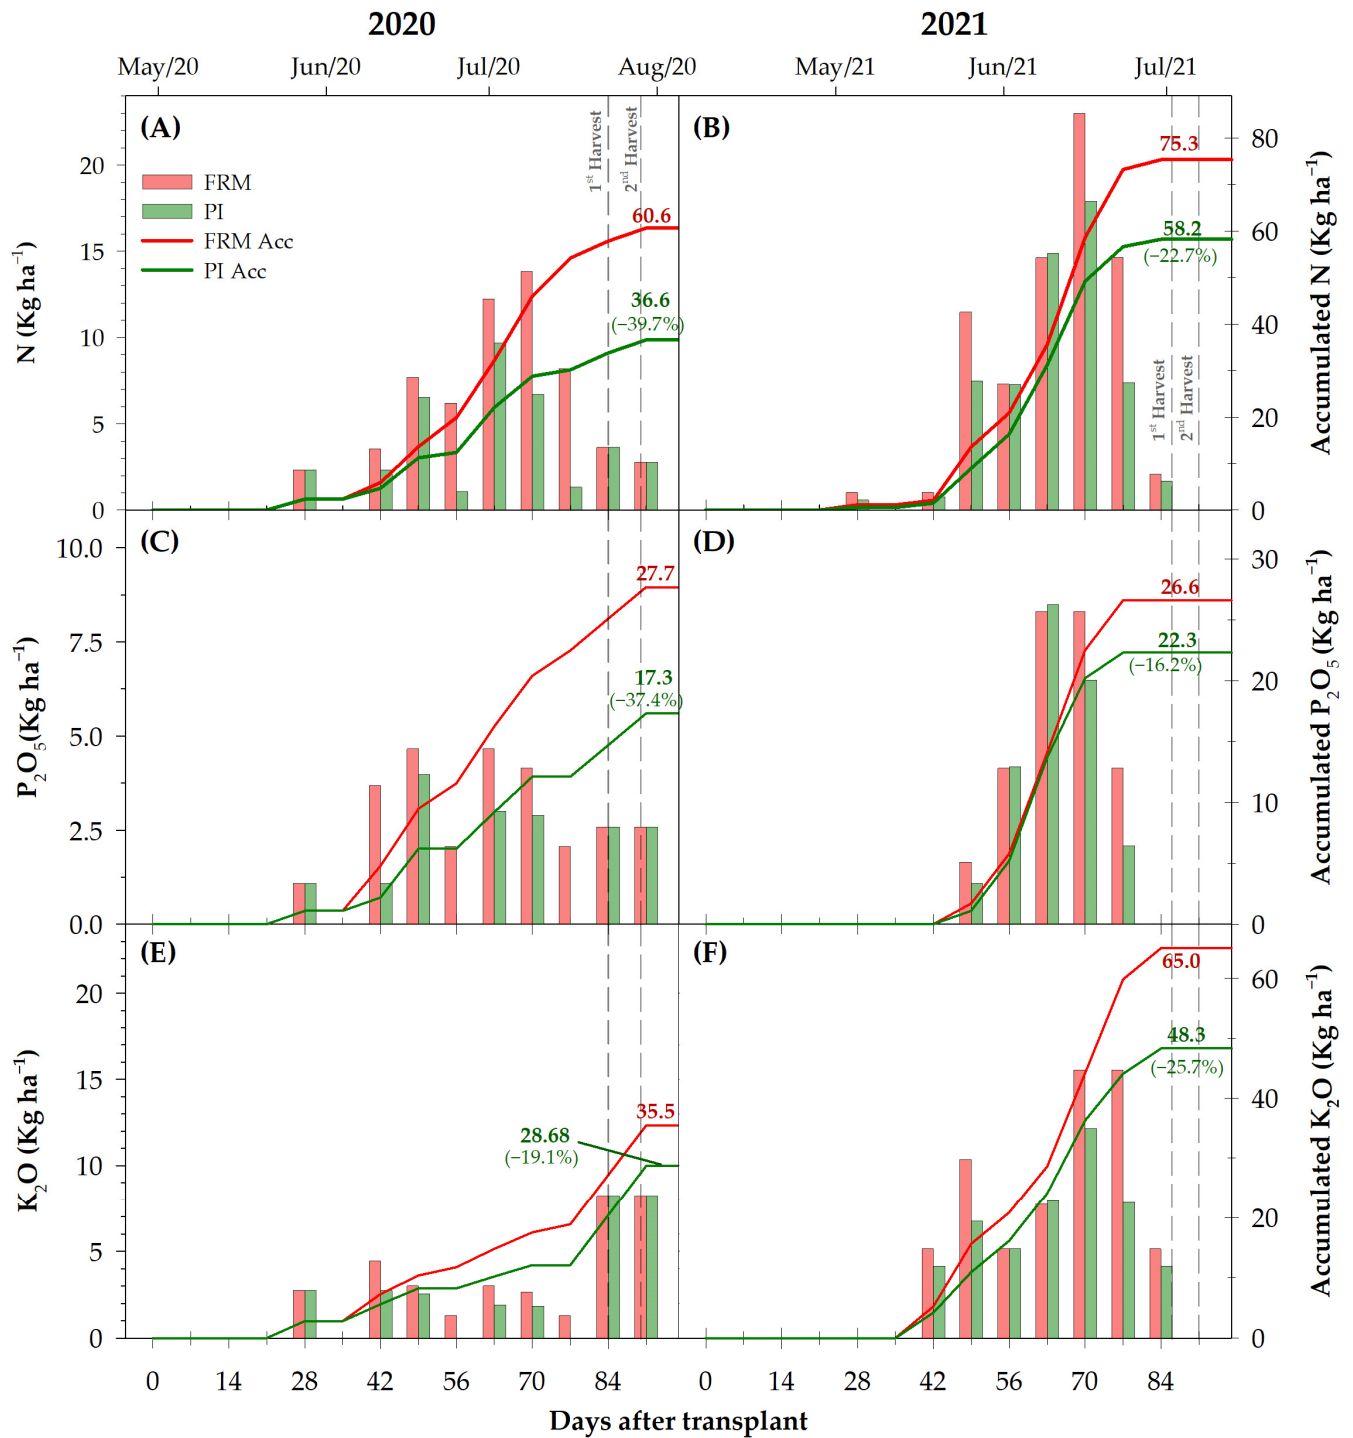 2020 2021
May/20 Jun/20 Jul/20 Aug/20 May/21 Jun/21 Jul/21
(A)
FRM
PI
FRM Acc
PI Acc
1st Harvest
2nd Harvest
60.6
36.6
(−39.7%)
N (Kg ha−1)
20
15
10
5
0
(B)
75.3
58.2
(−22.7%)
1st Harvest
2nd Harvest
80
60
40
20
0
Accumulated N (Kg ha−1)
(C)
27.7
17.3
(−37.4%)
P2O5(Kg ha−1)
10.0
7.5
5.0
2.5
0.0
(D)
26.6
22.3
(−16.2%)
30
20
10
0
Accumulated P2O5 (Kg ha−1)
(E)
35.5
28.68
(−19.1%)
K2O (Kg ha−1)
20
15
10
5
0
(F)
65.0
48.3
(−25.7%)
60
40
20
0
Accumulated K2O (Kg ha−1)
0 14 28 42 56 70 84 0 14 28 42 56 70 84
Days after transplant